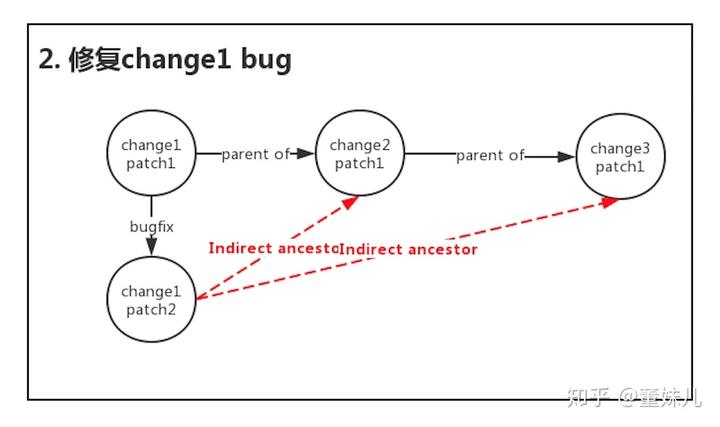 2. 修复change1 bug
change1
patch1
parent of
change2
patch1
parent of
change3
patch1
bugfix
Indirect ancesto
Indirect ancestor
change1
patch2
知乎 @董妹儿